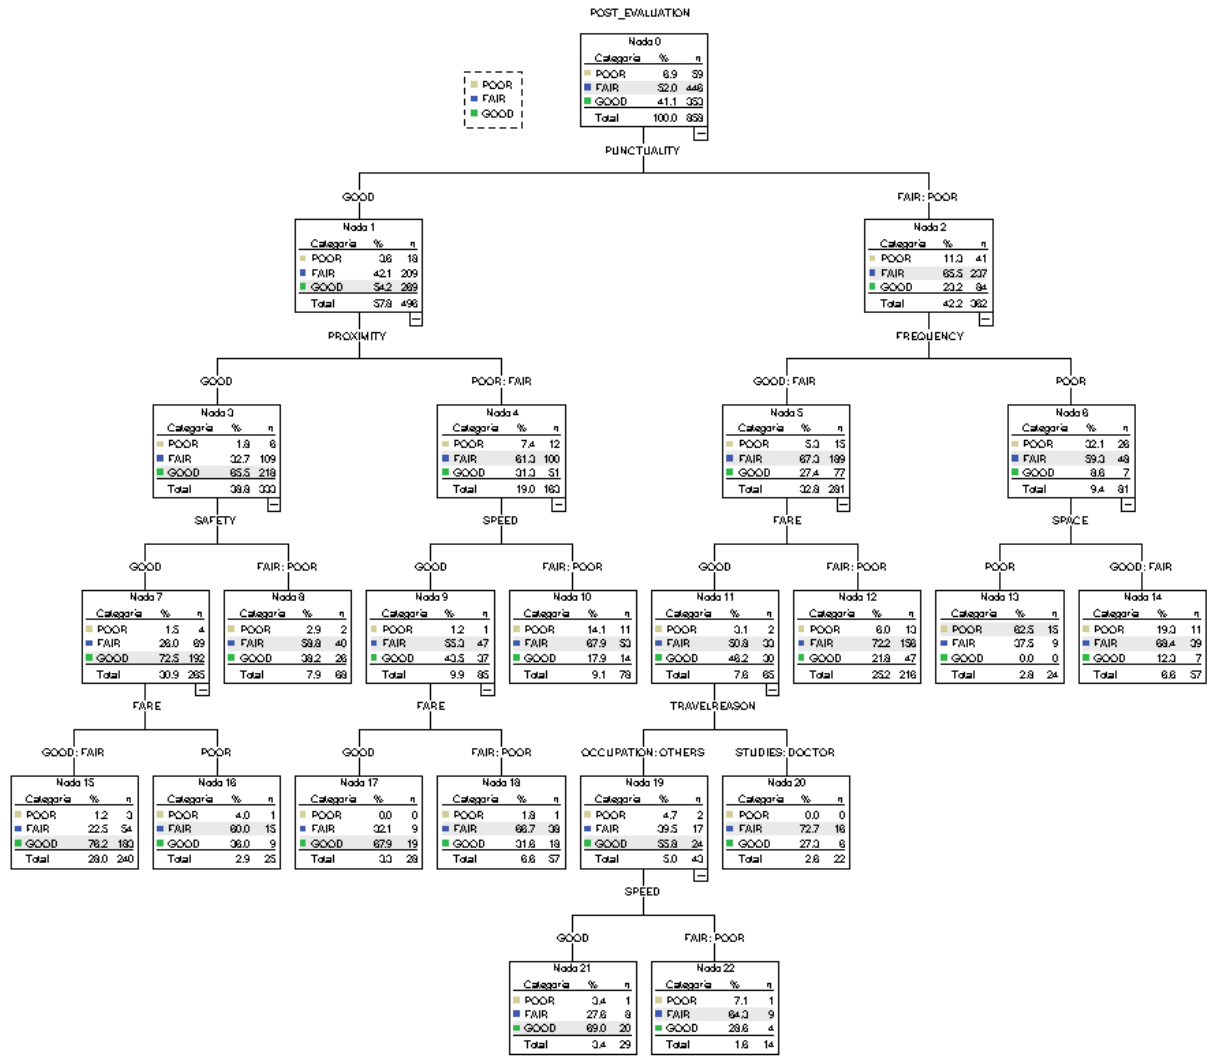 POST_EVALUATION
Nodo 0
Categoría % n
POOR 6.9 59
FAIR 52.0 446
GOOD 41.1 353
Total 100.0 858
POOR
FAIR
GOOD
PUNCTUALITY
GOOD
FAIR; POOR
Nodo 1
Categoría % n
POOR 3.6 18
FAIR 42.1 209
GOOD 54.2 269
Total 57.8 496
Nodo 2
Categoría % n
POOR 11.3 41
FAIR 65.5 237
GOOD 23.2 84
Total 42.2 362
PROXIMITY
FREQUENCY
GOOD
POOR; FAIR
GOOD; FAIR
POOR
Nodo 3
Categoría % n
POOR 1.8 6
FAIR 32.7 109
GOOD 65.5 218
Total 38.8 333
Nodo 4
Categoría % n
POOR 7.4 12
FAIR 61.3 100
GOOD 31.3 51
Total 19.0 163
Nodo 5
Categoría % n
POOR 5.3 15
FAIR 67.3 189
GOOD 27.4 77
Total 32.8 281
Nodo 6
Categoría % n
POOR 32.1 26
FAIR 59.3 48
GOOD 8.6 7
Total 9.4 81
SAFETY
SPEED
FARE
SPACE
GOOD
FAIR; POOR
GOOD
FAIR; POOR
GOOD
FAIR; POOR
POOR
GOOD; FAIR
Nodo 7
Categoría % n
POOR 1.5 4
FAIR 26.0 69
GOOD 72.5 192
Total 30.9 265
Nodo 8
Categoría % n
POOR 2.9 2
FAIR 58.8 40
GOOD 38.2 26
Total 7.9 68
Nodo 9
Categoría % n
POOR 1.2 1
FAIR 55.3 47
GOOD 43.5 37
Total 9.9 85
Nodo 10
Categoría % n
POOR 14.1 11
FAIR 67.9 53
GOOD 17.9 14
Total 9.1 78
Nodo 11
Categoría % n
POOR 3.1 2
FAIR 50.8 33
GOOD 46.2 30
Total 7.6 65
Nodo 12
Categoría % n
POOR 6.0 13
FAIR 72.2 156
GOOD 21.8 47
Total 25.2 216
Nodo 13
Categoría % n
POOR 62.5 15
FAIR 37.5 9
GOOD 0.0 0
Total 2.8 24
Nodo 14
Categoría % n
POOR 19.3 11
FAIR 68.4 39
GOOD 12.3 7
Total 6.6 57
FARE
FARE
TRAVELREASON
GOOD; FAIR
POOR
GOOD
FAIR; POOR
OCCUPATION; OTHERS
STUDIES; DOCTOR
Nodo 15
Categoría % n
POOR 1.2 3
FAIR 22.5 54
GOOD 76.2 183
Total 28.0 240
Nodo 16
Categoría % n
POOR 4.0 1
FAIR 60.0 15
GOOD 36.0 9
Total 2.9 25
Nodo 17
Categoría % n
POOR 0.0 0
FAIR 32.1 9
GOOD 67.9 19
Total 3.3 28
Nodo 18
Categoría % n
POOR 1.8 1
FAIR 66.7 38
GOOD 31.6 18
Total 6.6 57
Nodo 19
Categoría % n
POOR 4.7 2
FAIR 39.5 17
GOOD 55.8 24
Total 5.0 43
Nodo 20
Categoría % n
POOR 0.0 0
FAIR 72.7 16
GOOD 27.3 6
Total 2.6 22
SPEED
GOOD
FAIR; POOR
Nodo 21
Categoría % n
POOR 3.4 1
FAIR 27.6 8
GOOD 69.0 20
Total 3.4 29
Nodo 22
Categoría % n
POOR 7.1 1
FAIR 64.3 9
GOOD 28.6 4
Total 1.6 14